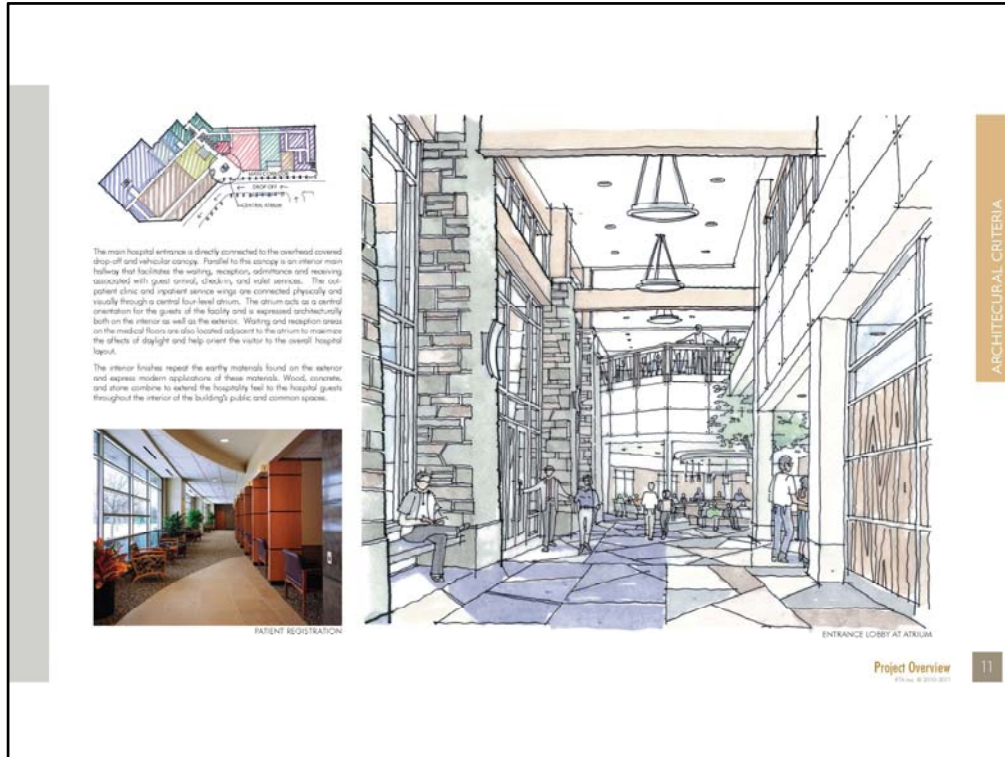 MAIN CORRIDOR
DROP OFF
CENTRAL ATRIUM
The main hospital entrance is directly connected to the overhead covered
drop-off and vehicular canopy. Parallel to the canopy is an interior main
hallway that facilitates the waiting, reception, admittance and receiving
associated with guest arrival, check-in, and valet services. The out-
patient clinic and inpatient service wings are connected physically and
visually through a central four-level atrium. The atrium acts as a central
orientation for the guests of the facility and is expressed architecturally
both on the interior as well as the exterior. Waiting and reception areas
on the medical floors are also located adjacent to the atrium to maximize
the affects of daylight and help orient the visitor to the overall hospital
layout.
The interior finishes repeat the earthy materials found on the exterior
and express modern applications of these materials. Wood, concrete,
and stone combine to extend the hospitality feel to the hospital guests
throughout the interior of the building's public and common spaces.
PATIENT REGISTRATION
ENTRANCE LOBBY AT ATRIUM
ARCHITECURAL CRITERIA
Project Overview
© 2010-2011
11